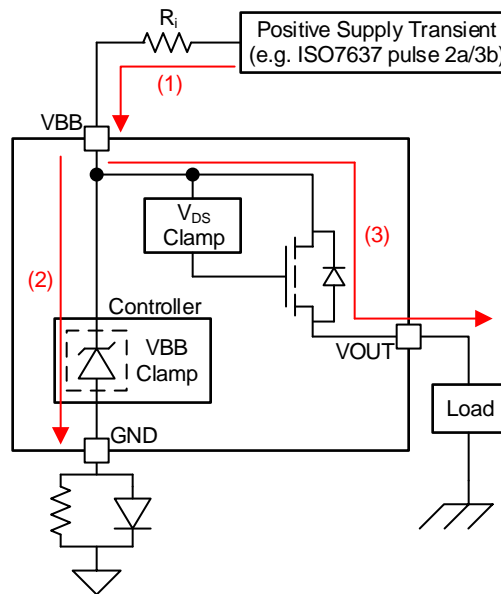 Ri
Positive Supply Transient
(e.g. ISO7637 pulse 2a/3b)
(1)
VBB
VDS
Clamp
(3)
(2)
Controller
VBB
Clamp
VOUT
Load
GND